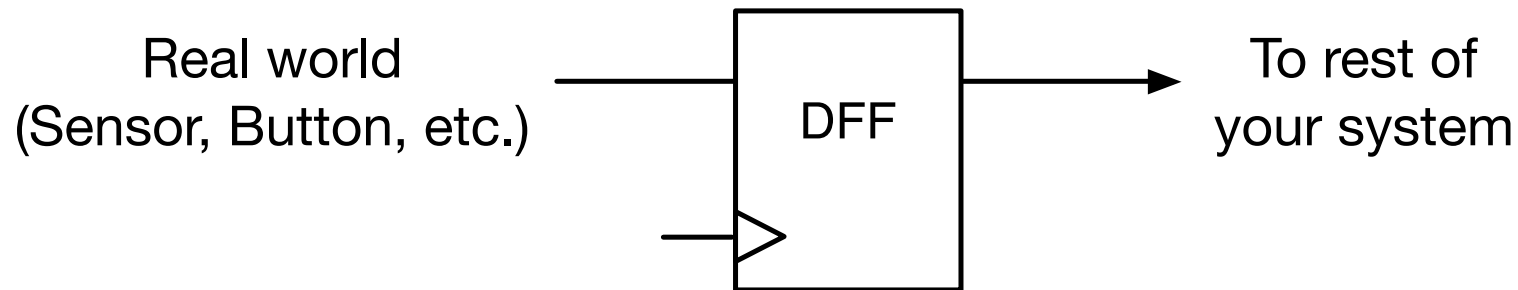 Real world
(Sensor, Button, etc.)
DFF
To rest of
your system